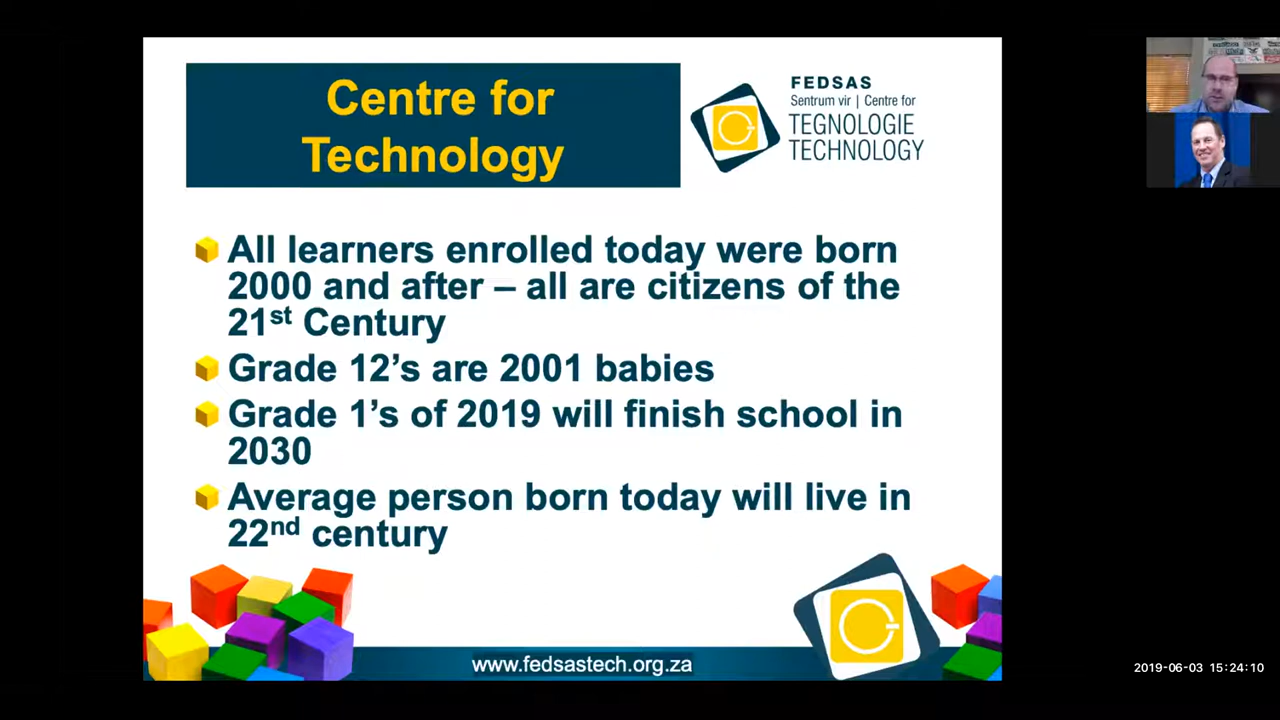 Centre for
Technology
FEDSAS
Sentrum vir | Centre for
TEGNOLOGIE
TECHNOLOGY
All learners enrolled today were born
2000 and after – all are citizens of the
21st Century
Grade 12’s are 2001 babies
Grade 1’s of 2019 will finish school in
2030
Average person born today will live in
22nd century
www.fedsastech.org.za
2019-06-03 15:24:10